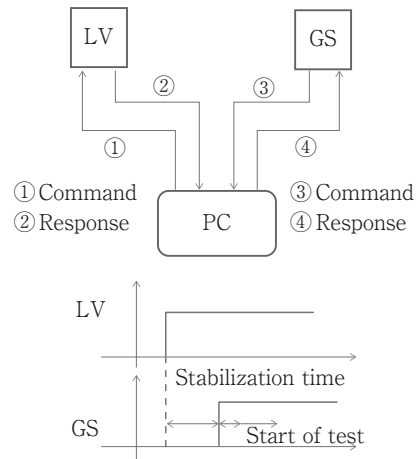 LV
GS
②
③
①
④
①Command
②Response
PC
③Command
④Response
LV
Stabilization time
GS
Start of test